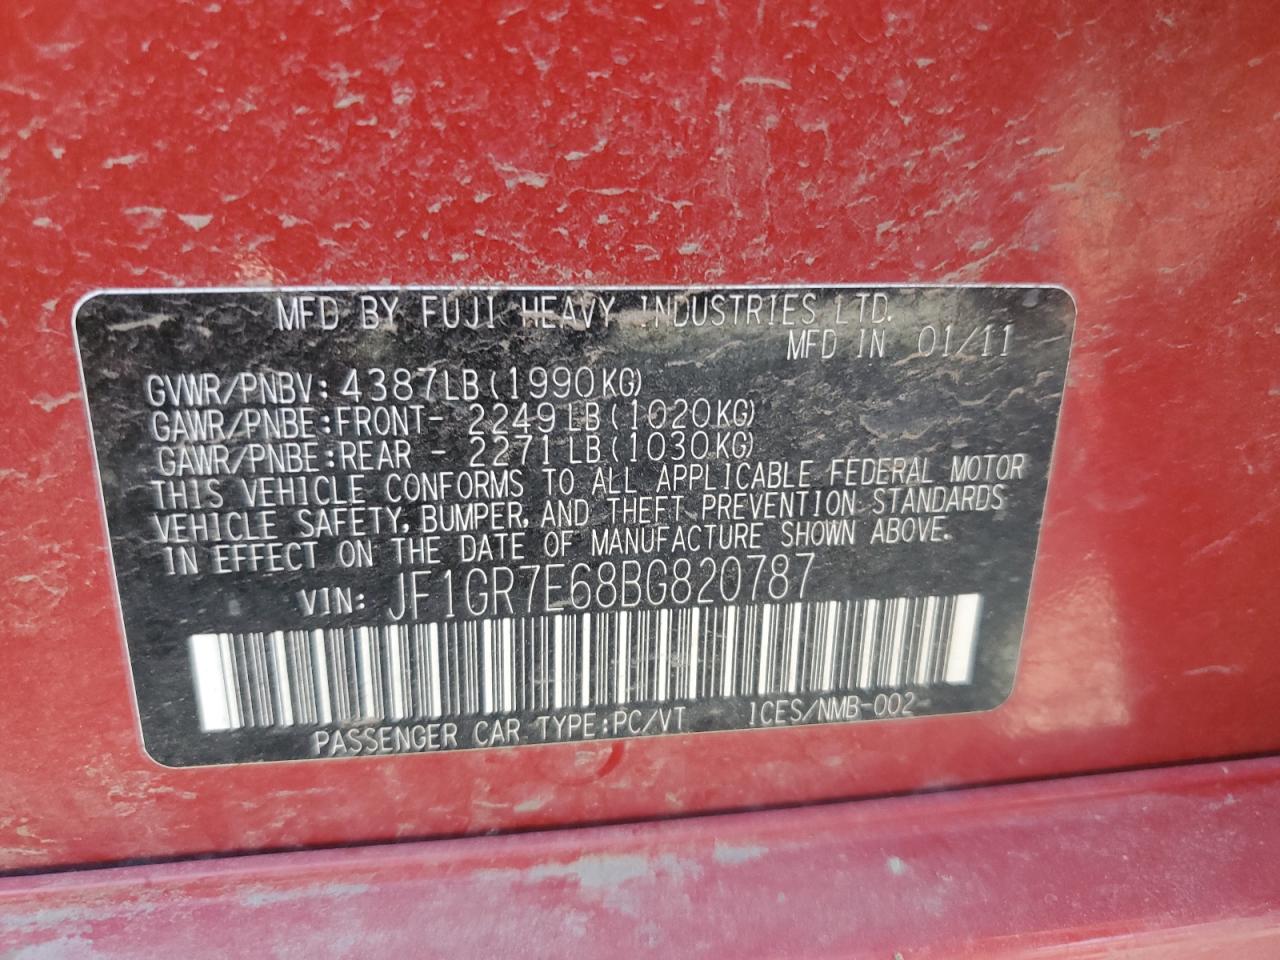 MFD BY FUJI HEAVY INDUSTRIES LTD.
MFD IN 01/11
GVWR/PNBV: 4387LB (1990KG)
GAWR/PNBE:FRONT- 2249LB (1020KG)
GAWR/PNBE:REAR - 2271LB (1030KG)
THIS VEHICLE CONFORMS TO ALL APPLICABLE FEDERAL MOTOR
VEHICLE SAFETY, BUMPER, AND THEFT PREVENTION STANDARDS
IN EFFECT ON THE DATE OF MANUFACTURE SHOWN ABOVE.
VIN: JF1GR7E68BG820787
PASSENGER CAR TYPE:PC/VT ICES/NMB-002